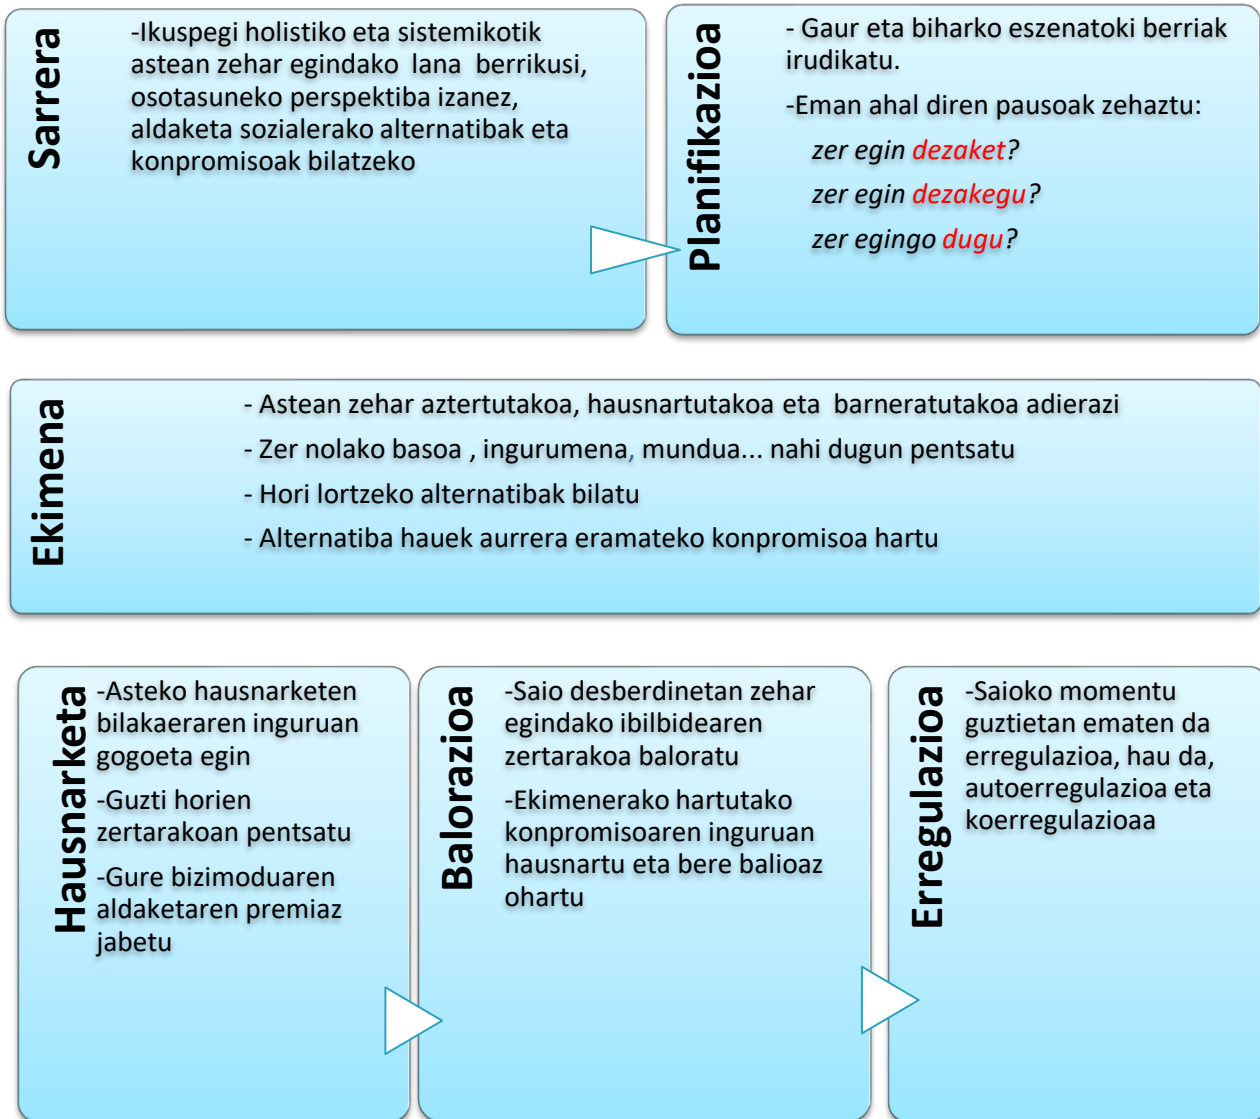 Sarrera
-Ikuspegi holistiko eta sistemikotik
astean zehar egindako lana berrikusi,
osotasuneko perspektiba izanez,
aldaketa sozialerako alternatibak eta
konpromisoak bilatzeko
Planifikazioa
- Gaur eta biharko eszenatoki berriak
irudikatu.
-Eman ahal diren pausoak zehaztu:
zer egin dezaket?
zer egin dezakegu?
zer egingo dugu?
Ekimena
- Astean zehar aztertutakoa, hausnartutakoa eta barneratutakoa adierazi
- Zer nolako basoa , ingurumena, mundua... nahi dugun pentsatu
- Hori lortzeko alternatibak bilatu
- Alternatiba hauek aurrera eramateko konpromisoa hartu
Hausnarketa
-Asteko hausnarketen
bilakaeraren inguruan
gogoeta egin
-Guzti horien
zertarakoan pentsatu
-Gure bizimoduaren
aldaketaren premiaz
jabetu
Balorazioa
-Saio desberdinetan zehar
egindako ibilbidearen
zertarakoa baloratu
-Ekimenerako hartutako
konpromisoaren inguruan
hausnartu eta bere balioaz
ohartu
Erregulazioa
-Saioko momentu
guztietan ematen da
erregulazioa, hau da,
autoerregulazioa eta
koerregulazioaa